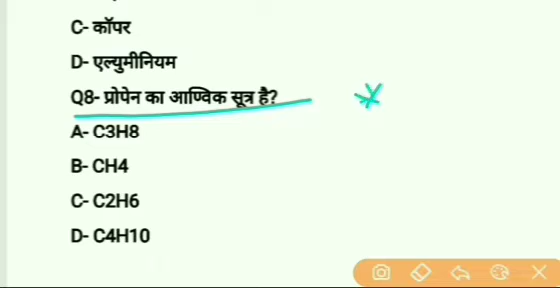 C- कॉपर
D- एल्युमीनियम
Q8- प्रोपेन का आण्विक सूत्र है?
A- C3H8
B- CH4
C- C2H6
D- C4H10